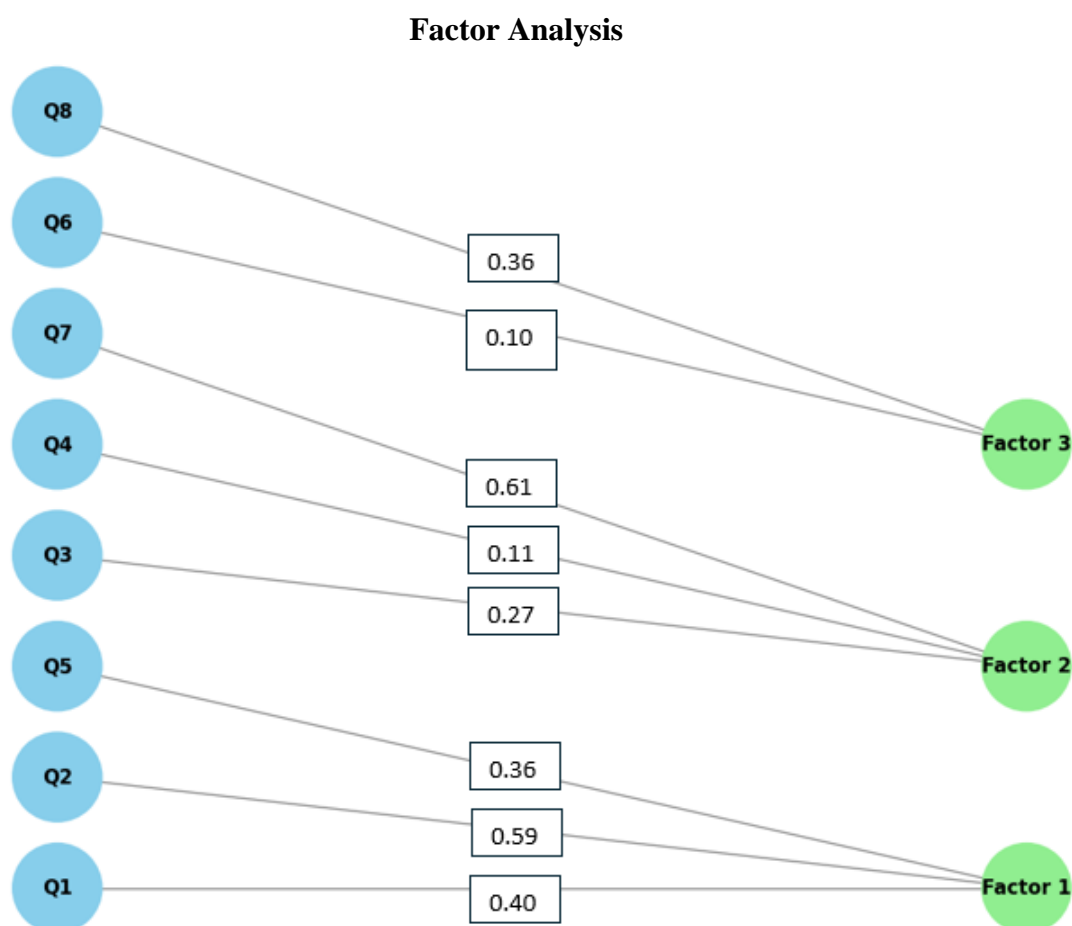 Factor Analysis
Q8
0.36
Q6
0.10
Q7
Factor 3
Q4
0.61
0.11
Q3
0.27
Q5
Factor 2
0.36
Q2
0.59
Q1
0.40
Factor 1